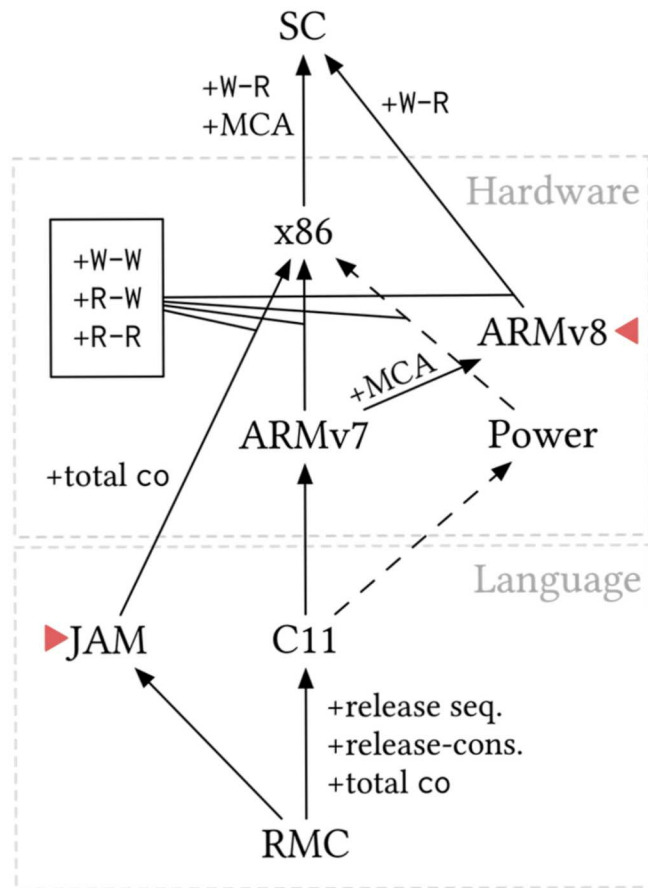 SC
+W-R
+MCA
+W-R
Hardware
x86
+W-W
+R-W
+R-R
ARMv8
+MCA
ARMv7
Power
+total co
Language
JAM
C11
+release seq.
+release-cons.
+total co
RMC